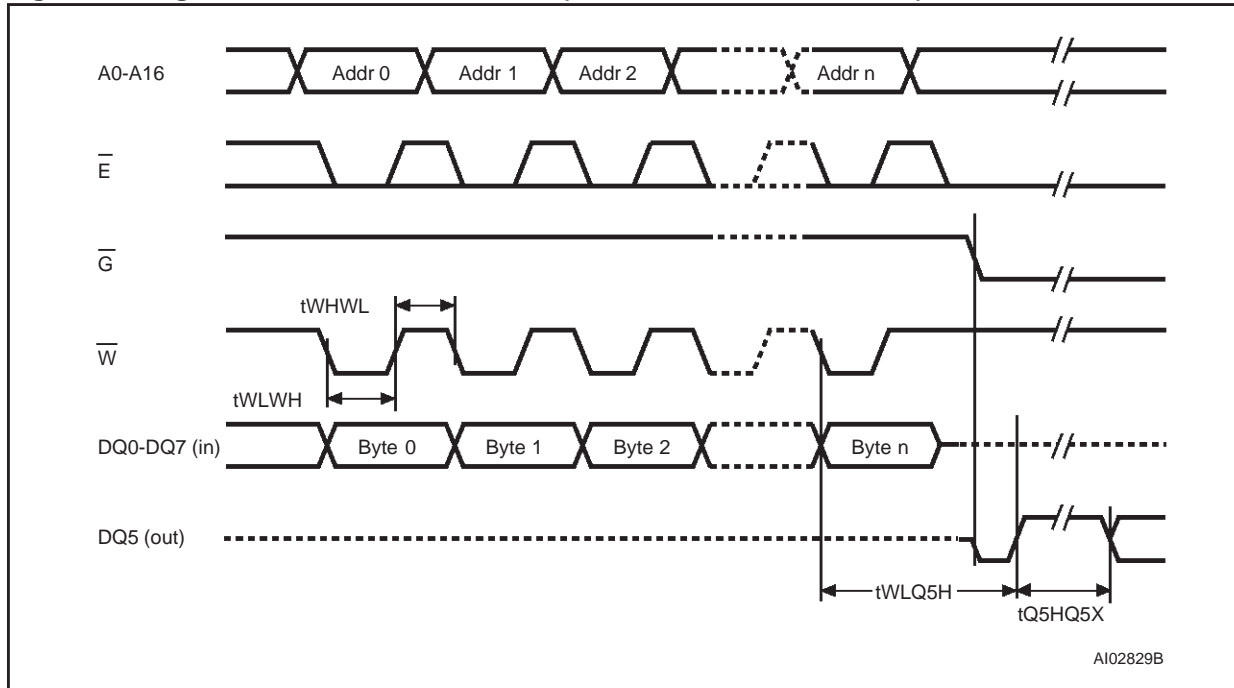 A0-A16
Addr 0 Addr 1 Addr 2 Addr n
E
G
tWHWL
W
tWLWH
DQ0-DQ7 (in)
Byte 0 Byte 1 Byte 2 Byte n
DQ5 (out)
tWLQ5H
tQ5HQ5X
AI02829B